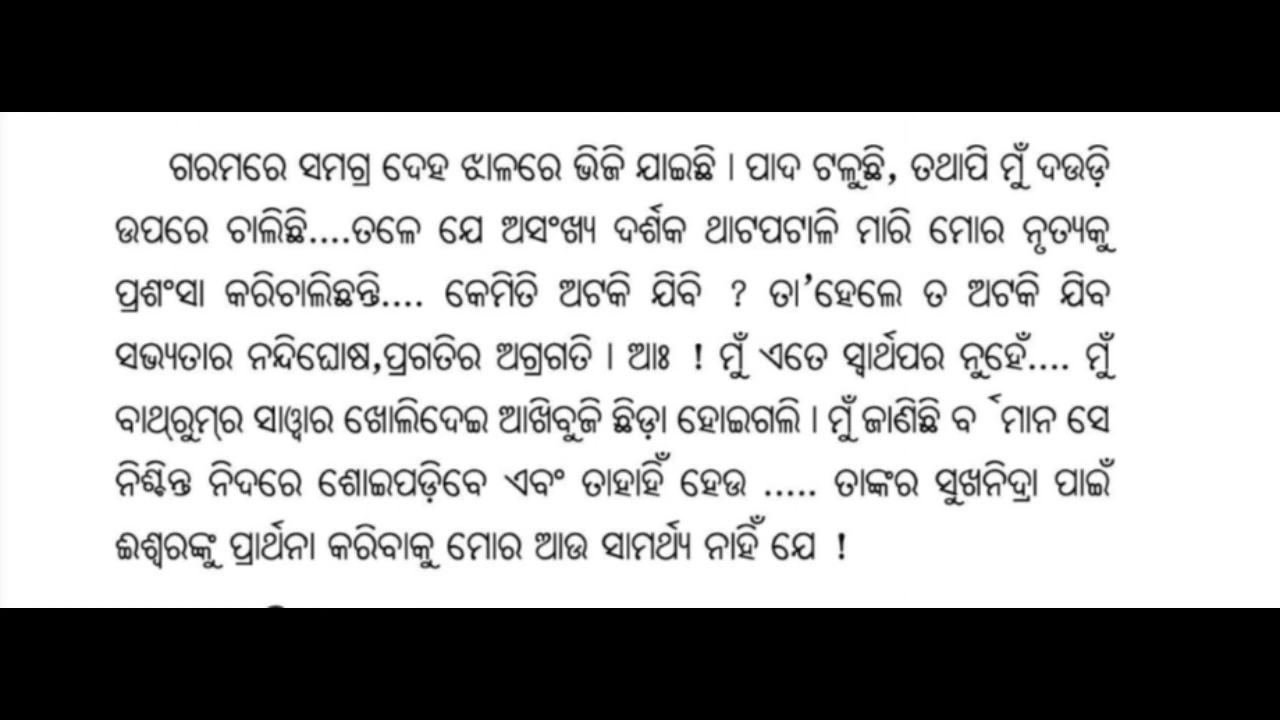 ଗରମରେ ସମଗ୍ର ଦେହ ଝାଳରେ ଭିଜି ଯାଇଛି । ପାଦ ଟଳୁଛି, ତଥାପି ମୁଁ ଦଉଡ଼ି
ଉପରେ ଚାଲିଛି....ତଳେ ଯେ ଅସଂଖ୍ୟ ଦର୍ଶକ ଥାଟପଟାଳି ମାରି ମୋର ନୃତ୍ୟକୁ
ପ୍ରଶଂସା କରିଚାଲିଛନ୍ତି.... କେମିତି ଅଟକି ଯିବି ? ତା’ହେଲେ ତ ଅଟକି ଯିବ
ସଭ୍ୟତାର ନନ୍ଦିଘୋଷ,ପ୍ରଗତିର ଅଗ୍ରଗତି । ଆଃ ! ମୁଁ ଏତେ ସ୍ୱାର୍ଥପର ନୁହେଁ.... ମୁଁ
ବାଥ୍‌ରୁମ୍‌ର ସାୱାର ଖୋଲିଦେଇ ଆଖିବୁଜି ଛିଡ଼ା ହୋଇଗଲି । ମୁଁ ଜାଣିଛି ସେ
ନିଶ୍ଚିନ୍ତ ନିଦରେ ଶୋଇପଡ଼ିବେ ଏବଂ ତାହାହିଁ ହେଉ ..... ତାଙ୍କର ସୁଖନିଦ୍ରା ପାଇଁ
ଈଶ୍ୱରଙ୍କୁ ପ୍ରାର୍ଥନା କରିବାକୁ ମୋର ଆଉ ସାମର୍ଥ୍ୟ ନାହିଁ ଯେ !